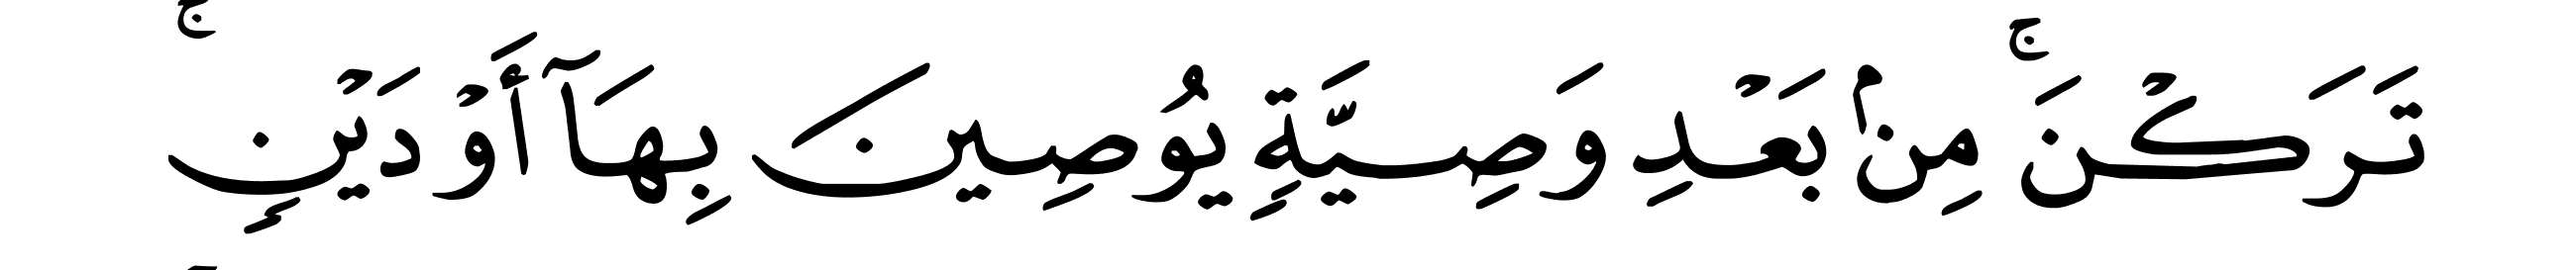 تَرَكْنَ ۚ مِنۢ بَعْدِ وَصِيَّةٍ يُوصِينَ بِهَآ أَوْ دَيْنٍ ۚ